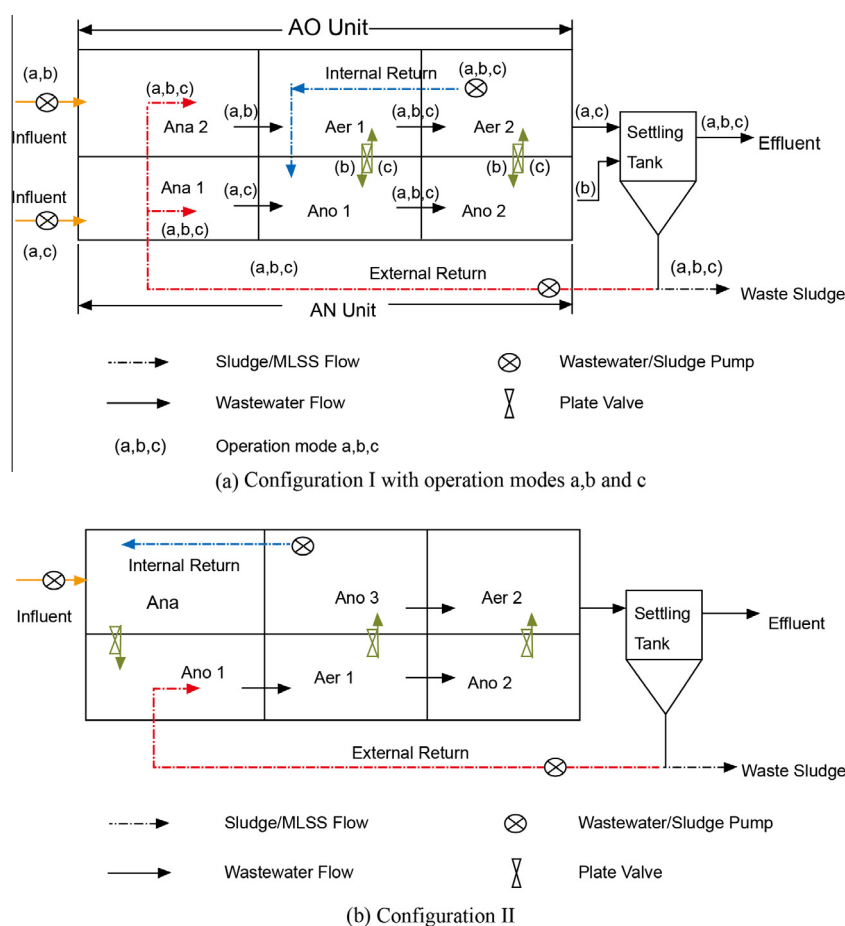 AO Unit
(a,b)
(a,b,c)
Internal Return
(a,b,c)
Influent
Ana 2
(a,b)
Aer 1
(a,b,c)
Aer 2
(a,c)
Settling
Tank
(a,b,c)
Effluent
(b)
(c)
(b)
(c)
(b)
Influent
(a,c)
Ana 1
(a,b,c)
(a,c)
Ano 1
(a,b,c)
Ano 2
(a,b,c)
External Return
(a,b,c)
Waste Sludge
AN Unit
Sludge/MLSS Flow
Wastewater/Sludge Pump
Wastewater Flow
Plate Valve
(a,b,c)
Operation mode a,b,c
(a) Configuration I with operation modes a,b and c
Internal Return
Influent
Ana
Ano 3
Aer 2
Settling
Tank
Effluent
Ano 1
Aer 1
Ano 2
External Return
Waste Sludge
Sludge/MLSS Flow
Wastewater/Sludge Pump
Wastewater Flow
Plate Valve
(b) Configuration II